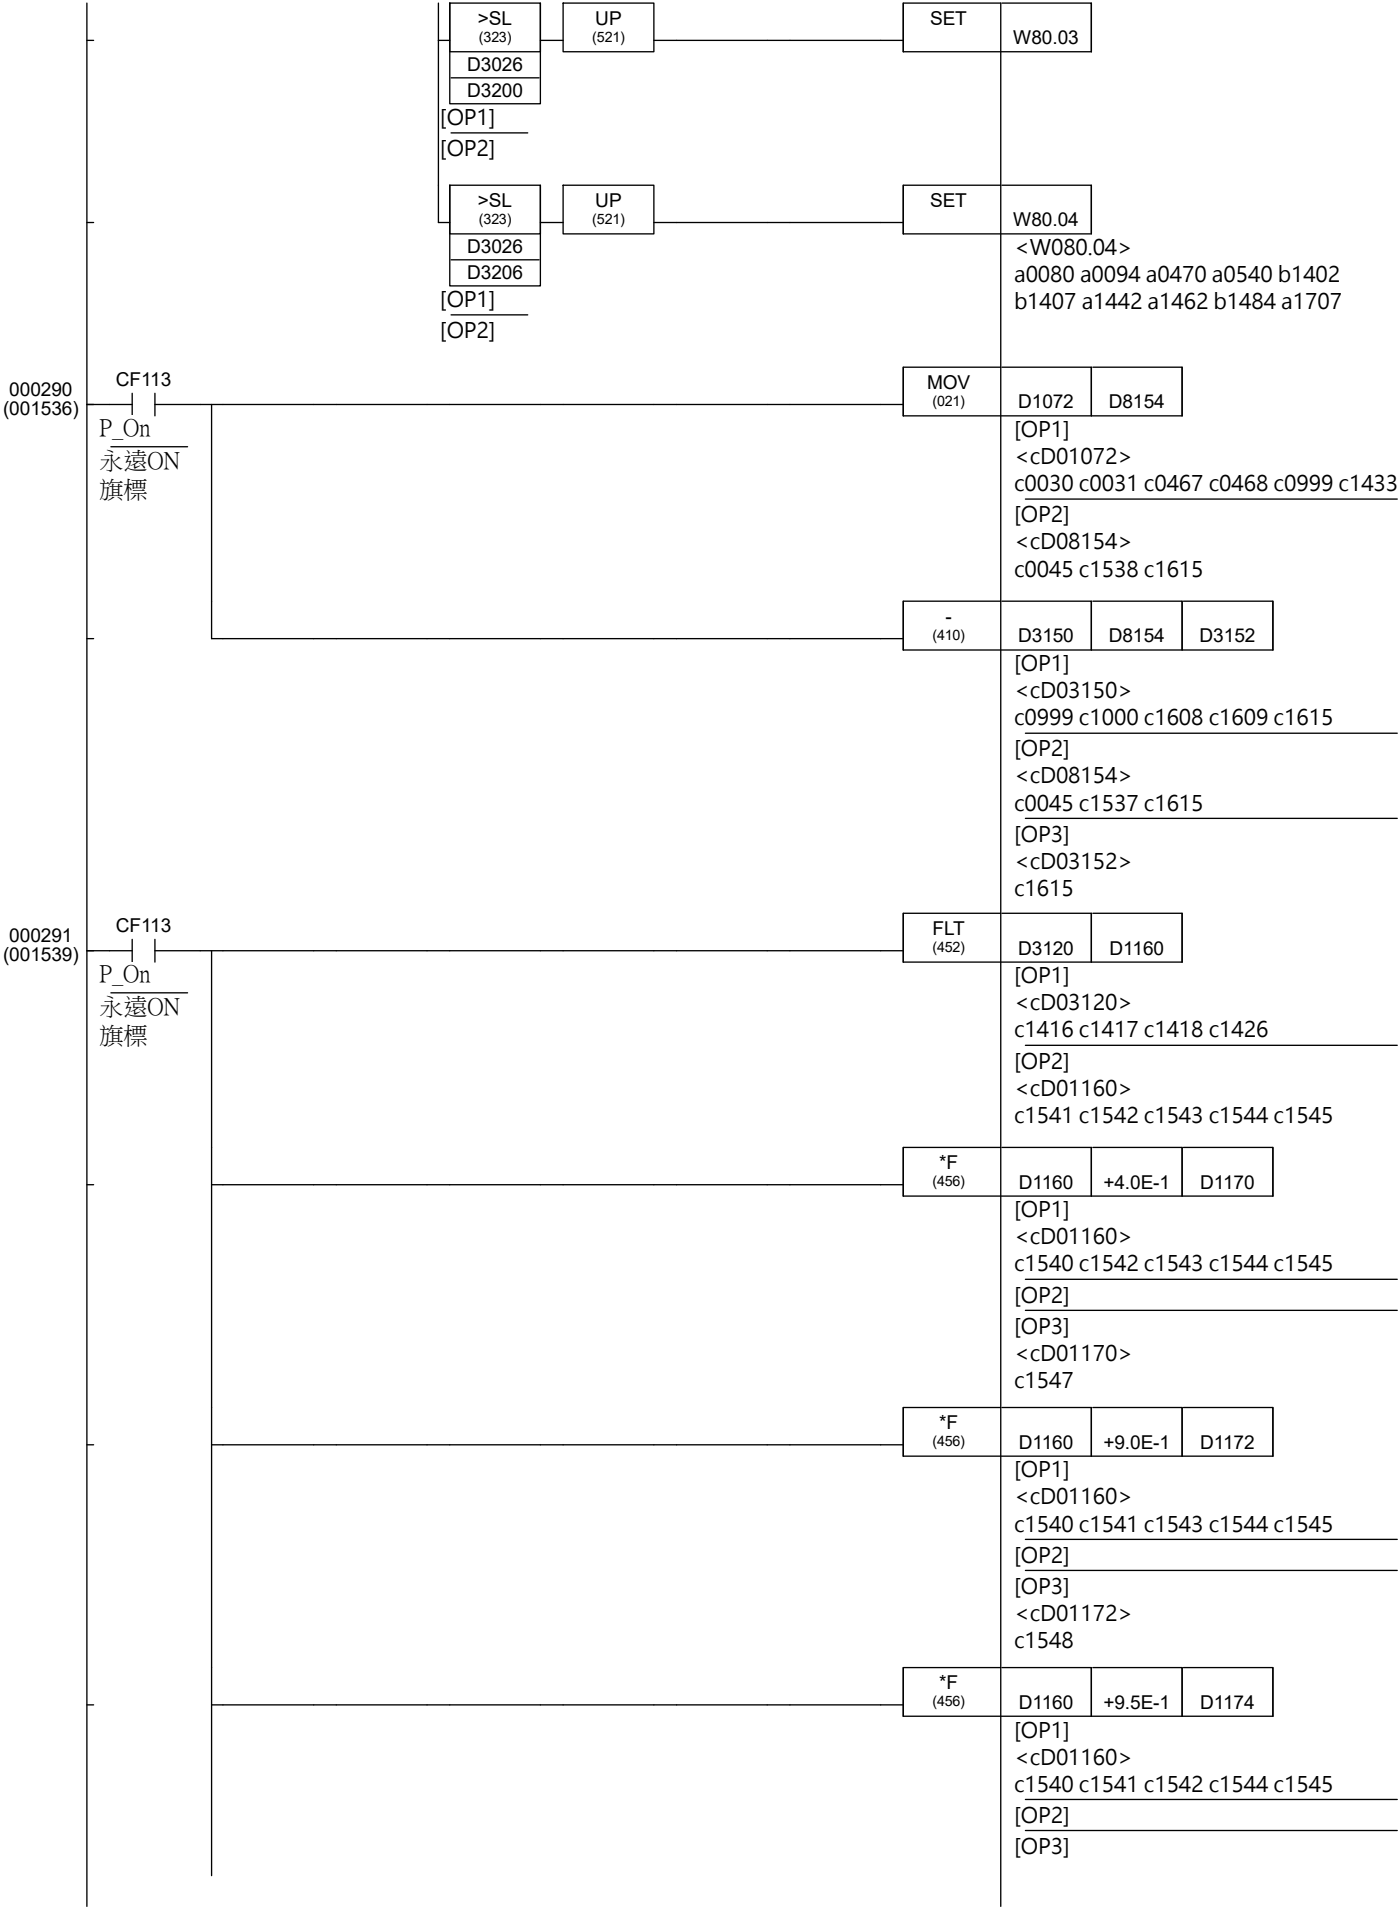 >SL UP SET
(323) (521) W80.03
D3026
D3200
[OP1]
[OP2]
>SL UP SET
(323) (521) W80.04
D3026 <W080.04>
D3206 a0080 a0094 a0470 a0540 b1402
[OP1] b1407 a1442 a1462 b1484 a1707
[OP2]
000290 CF113 MOV
(001536) (021) D1072 D8154
P_On [OP1]
永遠ON <cD01072>
旗標 c0030 c0031 c0467 c0468 c0999 c1433
[OP2]
<cD08154>
c0045 c1538 c1615
-
(410) D3150 D8154 D3152
[OP1]
<cD03150>
c0999 c1000 c1608 c1609 c1615
[OP2]
<cD08154>
c0045 c1537 c1615
[OP3]
<cD03152>
c1615
000291 CF113 FLT
(001539) (452) D3120 D1160
P_On [OP1]
永遠ON <cD03120>
旗標 c1416 c1417 c1418 c1426
[OP2]
<cD01160>
c1541 c1542 c1543 c1544 c1545
*F
(456) D1160 +4.0E-1 D1170
[OP1]
<cD01160>
c1540 c1542 c1543 c1544 c1545
[OP2]
[OP3]
<cD01170>
c1547
*F
(456) D1160 +9.0E-1 D1172
[OP1]
<cD01160>
c1540 c1541 c1543 c1544 c1545
[OP2]
[OP3]
<cD01172>
c1548
*F
(456) D1160 +9.5E-1 D1174
[OP1]
<cD01160>
c1540 c1541 c1542 c1544 c1545
[OP2]
[OP3]